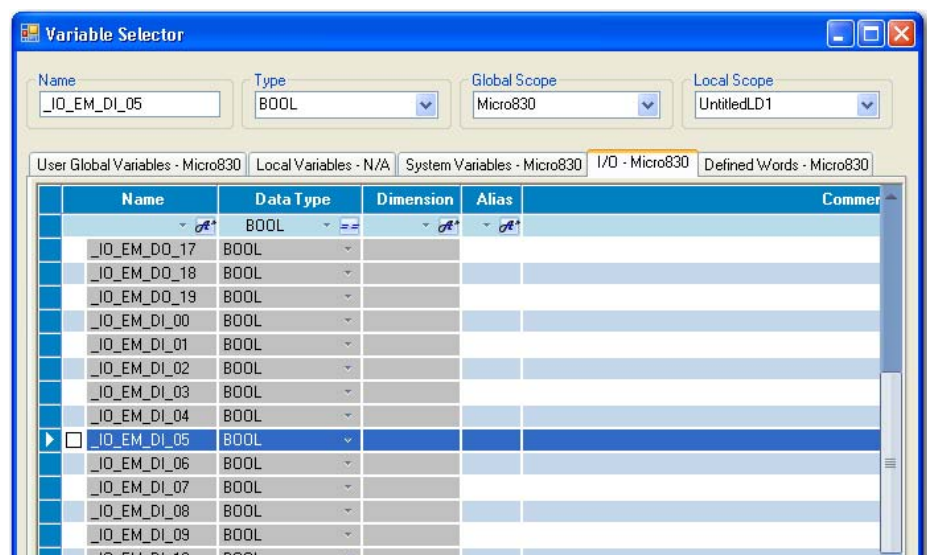 Variable Selector
Name Type Global Scope Local Scope
_IO_EM_DI_05 BOOL Micro830 UntitledLD1
User Global Variables - Micro830 Local Variables - N/A System Variables - Micro830 I/O - Micro830 Defined Words - Micro830
Name Data Type Dimension Alias Commer
BOOL ==
_IO_EM_DO_17 BOOL
_IO_EM_DO_18 BOOL
_IO_EM_DO_19 BOOL
_IO_EM_DI_00 BOOL
_IO_EM_DI_01 BOOL
_IO_EM_DI_02 BOOL
_IO_EM_DI_03 BOOL
_IO_EM_DI_04 BOOL
_IO_EM_DI_05 BOOL
_IO_EM_DI_06 BOOL
_IO_EM_DI_07 BOOL
_IO_EM_DI_08 BOOL
_IO_EM_DI_09 BOOL